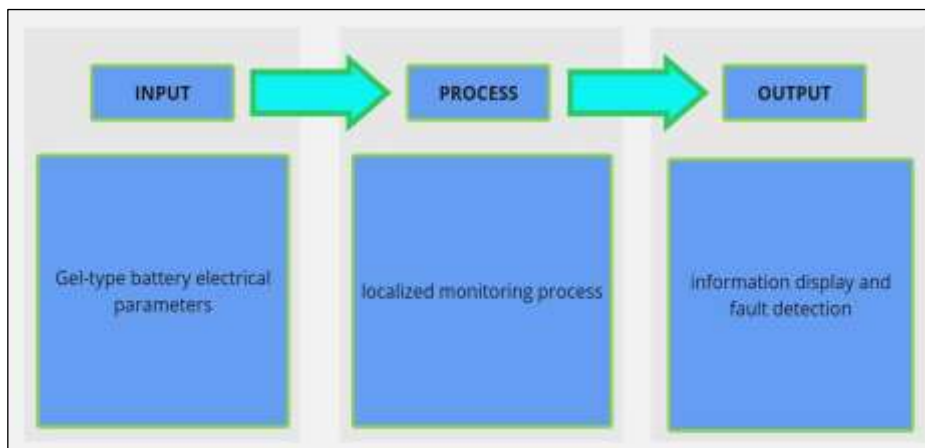 INPUT
PROCESS
OUTPUT
Gel-type battery electrical
parameters
localized monitoring process
information display and
fault detection